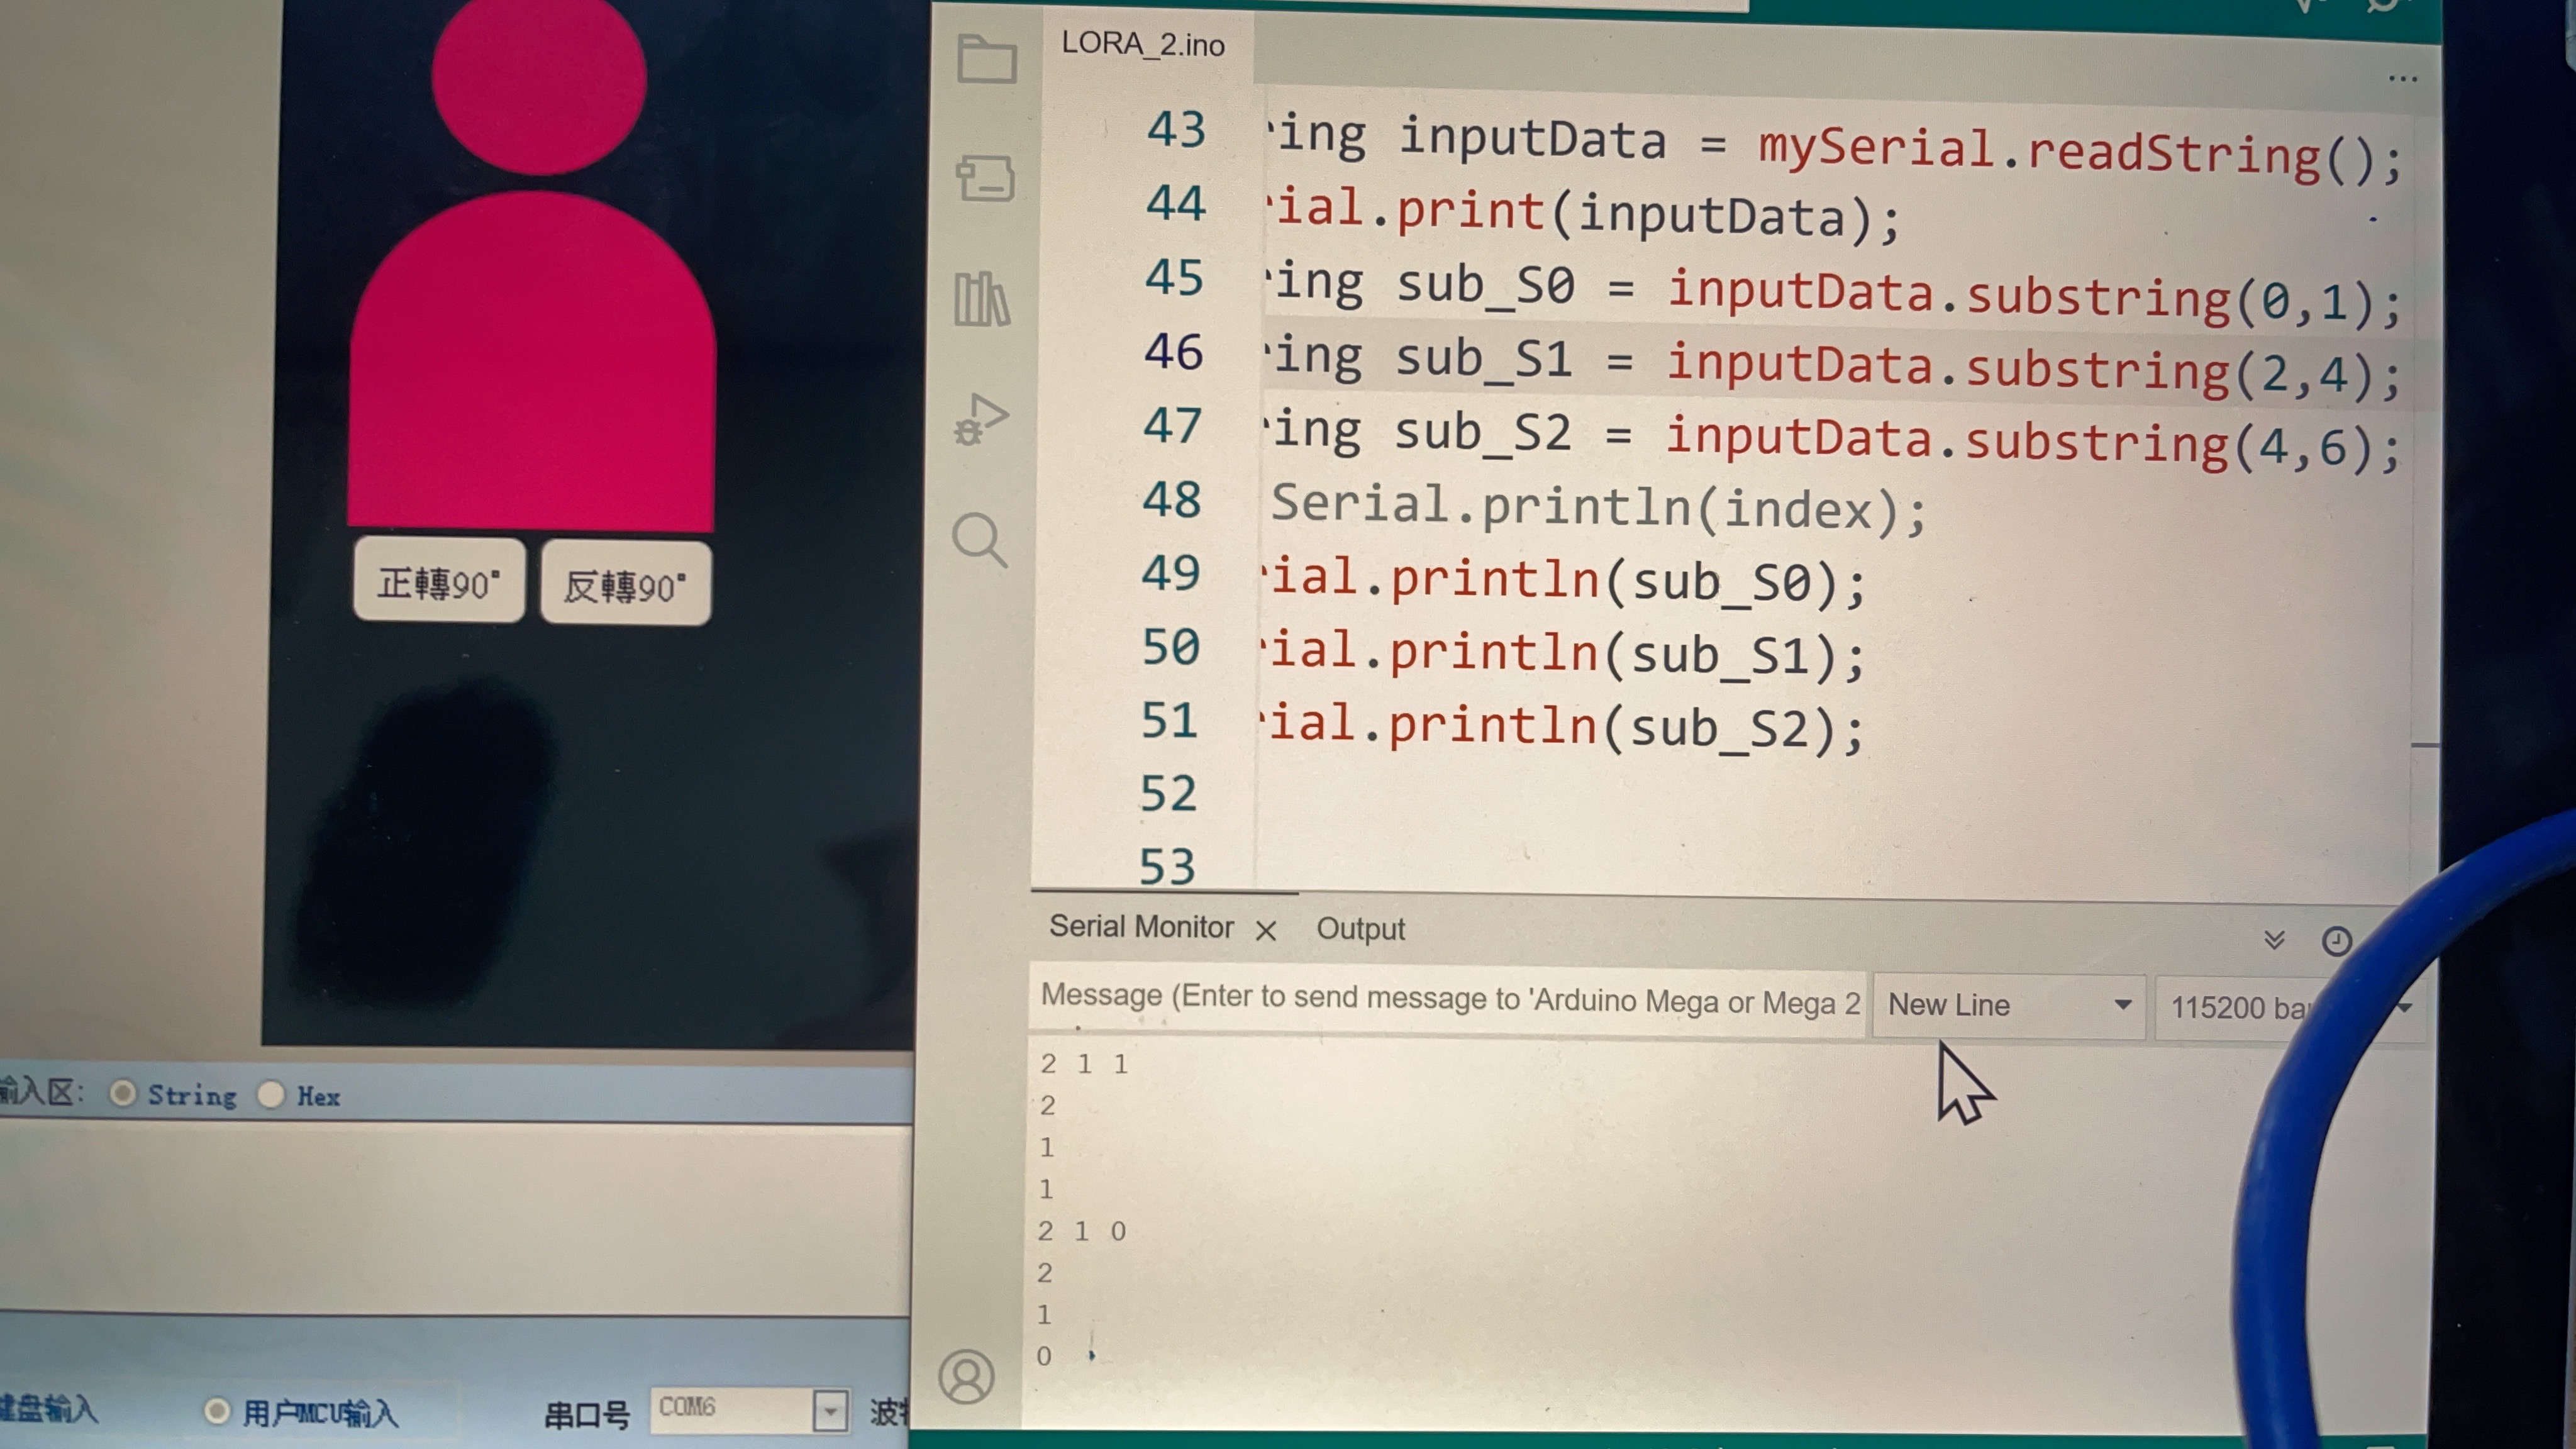 正轉90°
反轉90°
输入区: String Hex
键盘输入 用户MCU输入 串口号 COM6
LORA_2.ino
...
43 ing inputData = mySerial.readString();
44 ial.print(inputData);
45 ing sub_S0 = inputData.substring(0,1);
46 ing sub_S1 = inputData.substring(2,4);
47 ing sub_S2 = inputData.substring(4,6);
48 Serial.println(index);
49 ial.println(sub_S0);
50 ial.println(sub_S1);
51 ial.println(sub_S2);
52
53
Serial Monitor × Output
Message (Enter to send message to 'Arduino Mega or Mega 2 New Line 115200 ba
2 1 1
2
1
1
2 1 0
2
1
0